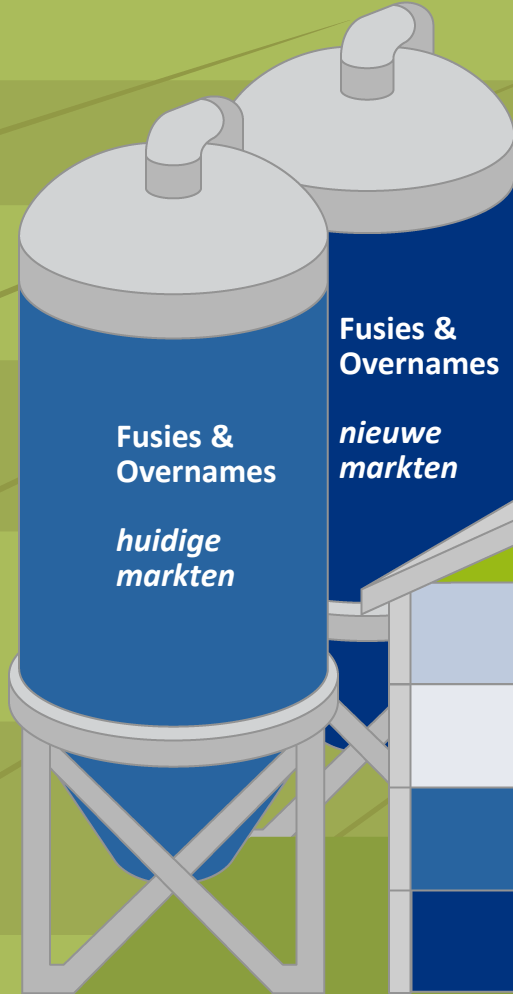 Fusies &
Overnames
huidige
markten
Fusies &
Overnames
nieuwe
markten